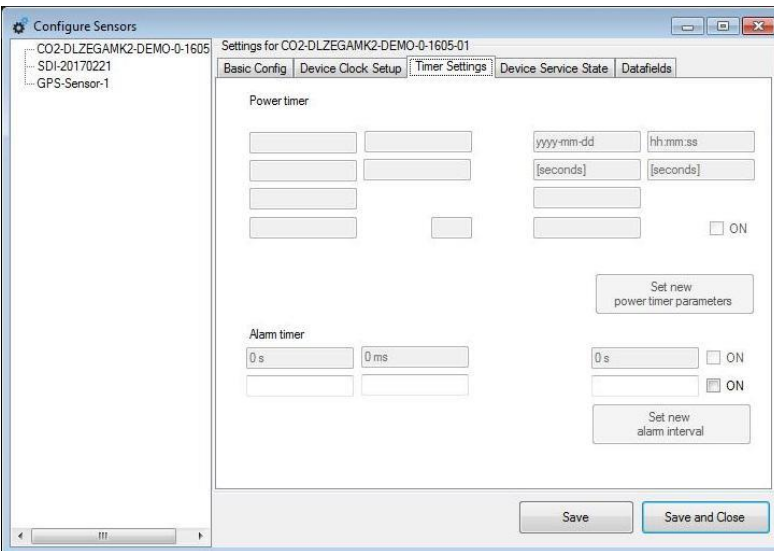 Configure Sensors
CO2-DLZEGAMK2-DEMO-0-1605
SDI-20170221
GPS-Sensor-1
Settings for CO2-DLZEGAMK2-DEMO-0-1605-01
Basic Config Device Clock Setup Timer Settings Device Service State Datafields
Power timer
yyyy-mm-dd hh:mm:ss
[seconds] [seconds]
ON
Set new
power timer parameters
Alarm timer
0 s 0 ms 0 s ON
ON
Set new
alarm interval
Save Save and Close